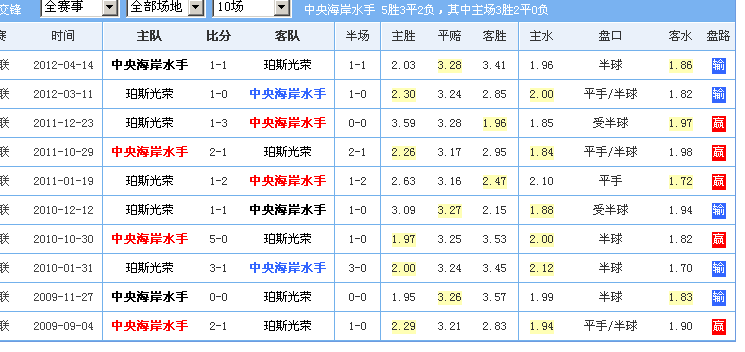 交锋 全赛事 全部场地 10场 中央海岸水手 5胜3平2负，其中主场3胜2平0负
赛 时间 主队 比分 客队 半场 主胜 平赔 客胜 主水 盘口 客水 盘路
联 2012-04-14 中央海岸水手 1-1 珀斯光荣 1-1 2.03 3.28 3.41 1.96 半球 1.86 输
联 2012-03-11 珀斯光荣 1-0 中央海岸水手 1-0 2.30 3.24 2.85 2.00 平手/半球 1.82 输
联 2011-12-23 珀斯光荣 1-3 中央海岸水手 0-0 3.59 3.28 1.96 1.85 受半球 1.97 赢
联 2011-10-29 中央海岸水手 2-1 珀斯光荣 2-1 2.26 3.17 2.95 1.84 平手/半球 1.98 赢
联 2011-01-19 珀斯光荣 1-2 中央海岸水手 1-2 2.63 3.16 2.47 2.10 平手 1.72 赢
联 2010-12-12 珀斯光荣 1-1 中央海岸水手 1-0 3.09 3.27 2.15 1.88 受半球 1.94 输
联 2010-10-30 中央海岸水手 5-0 珀斯光荣 1-0 1.97 3.25 3.53 2.00 半球 1.82 赢
联 2010-01-31 珀斯光荣 3-1 中央海岸水手 3-0 2.00 3.24 3.45 2.12 半球 1.70 输
联 2009-11-27 中央海岸水手 0-0 珀斯光荣 0-0 1.95 3.26 3.57 1.99 半球 1.83 输
联 2009-09-04 中央海岸水手 2-1 珀斯光荣 1-0 2.29 3.21 2.83 1.94 平手/半球 1.90 赢